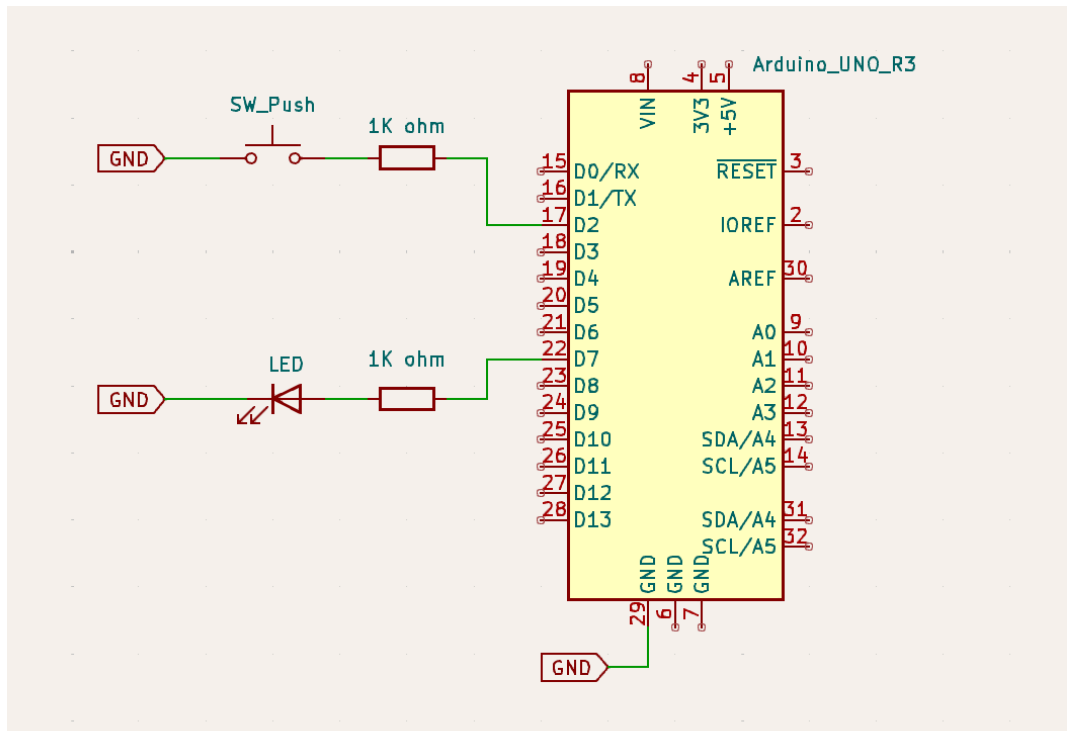 Arduino_UNO_R3
8
4
5
VIN
3V3
+5V
SW_Push
1K ohm
GND
15 D0/RX
16 D1/TX
17 D2
18 D3
19 D4
20 D5
21 D6
22 D7
23 D8
24 D9
25 D10
26 D11
27 D12
28 D13
RESET 3
IOREF 2
AREF 30
A0 9
A1 10
A2 11
A3 12
SDA/A4 13
SCL/A5 14
SDA/A4 31
SCL/A5 32
LED
1K ohm
GND
GND
GND
GND
29
6
7
GND